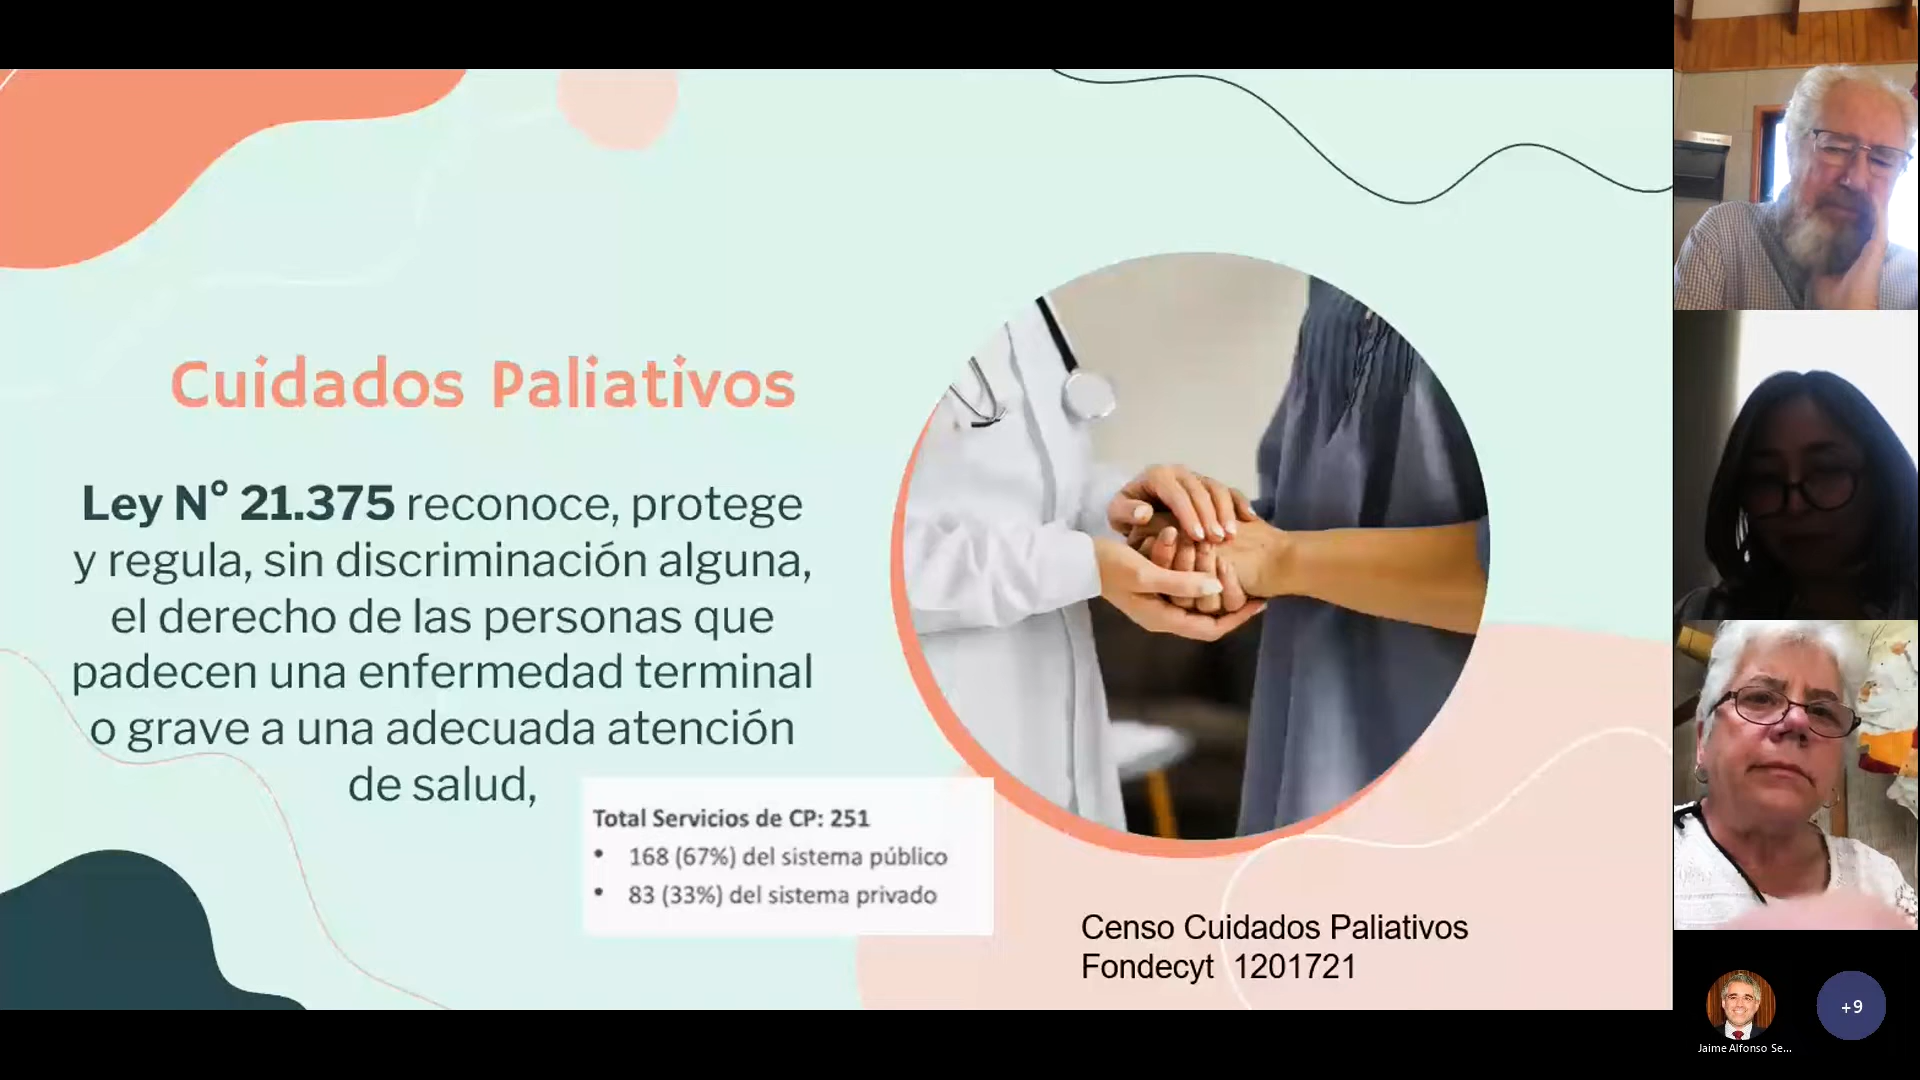 Cuidados Paliativos
Ley N° 21.375 reconoce, protege
y regula, sin discriminación alguna,
el derecho de las personas que
padecen una enfermedad terminal
o grave a una adecuada atención
de salud,
Total Servicios de CP: 251
• 168 (67%) del sistema público
• 83 (33%) del sistema privado
Censo Cuidados Paliativos
Fondecyt 1201721
Jaime Alfonso Se...
+9